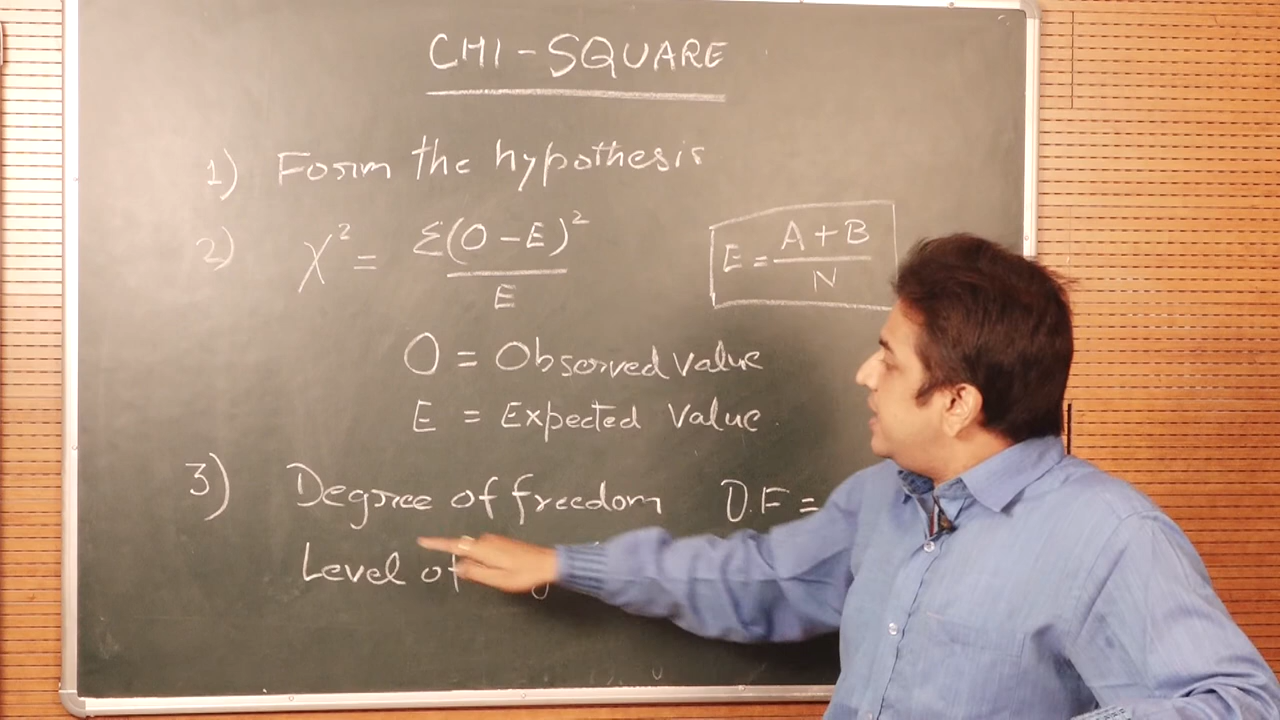 CHI-SQUARE
1) Form the hypothesis
2) χ² = Σ(O-E)² / E
E = A+B / N
O = Observed value
E = Expected value.
3) Degree of freedom D.F =
Level of